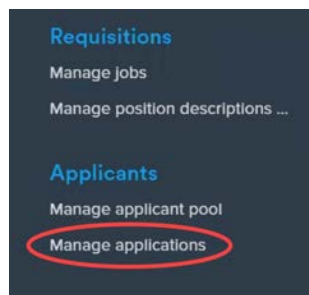 Requisitions
Manage jobs
Manage position descriptions ...
Applicants
Manage applicant pool
Manage applications